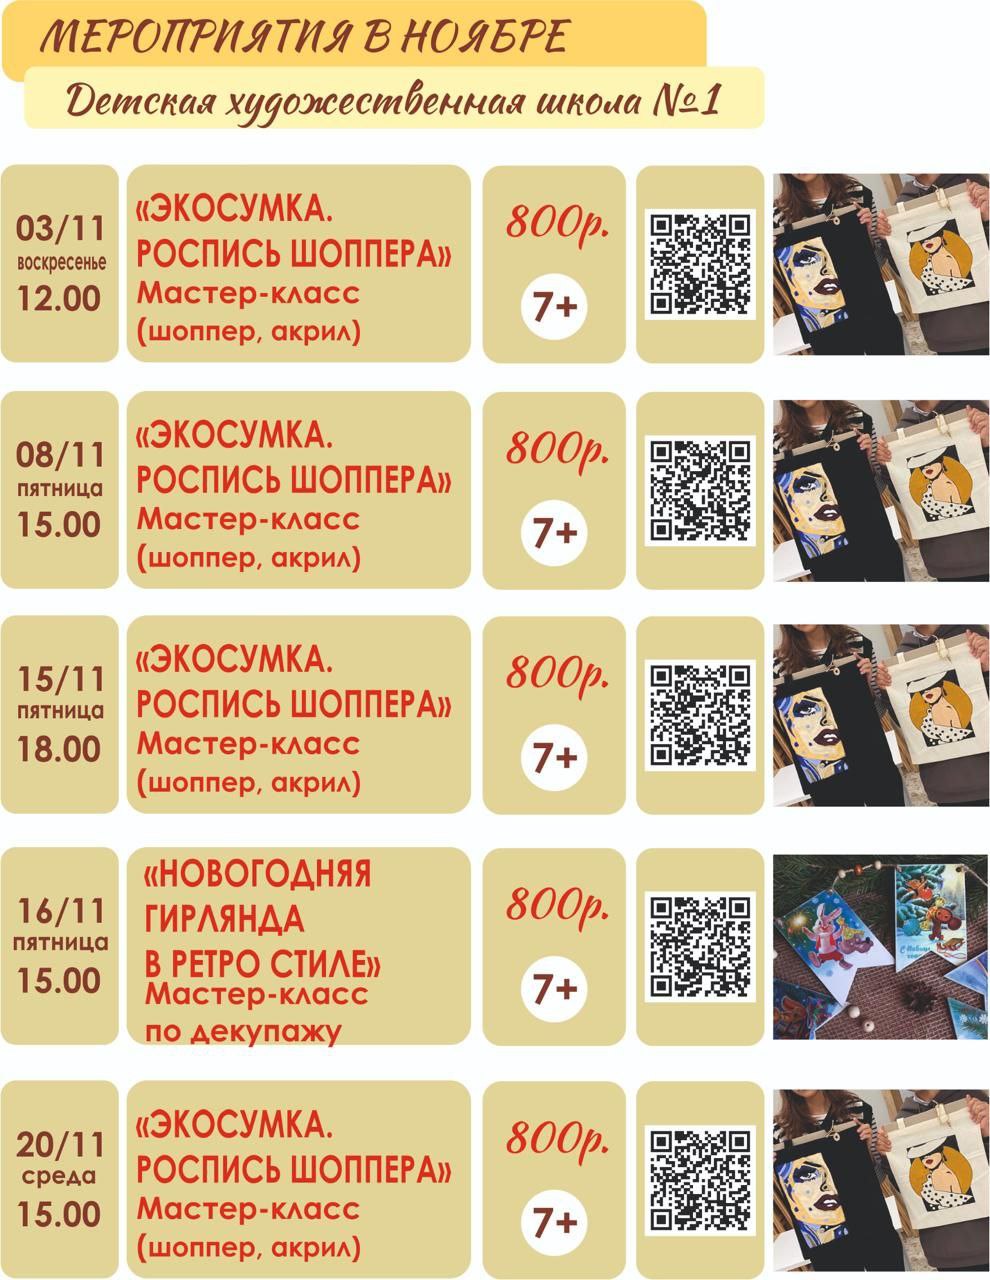 МЕРОПРИЯТИЯ В НОЯБРЕ
Детская художественная школа №1
03/11
воскресенье
12.00
«ЭКОСУМКА.
РОСПИСЬ ШОППЕРА»
Мастер-класс
(шоппер, акрил)
800р.
7+
08/11
пятница
15.00
«ЭКОСУМКА.
РОСПИСЬ ШОППЕРА»
Мастер-класс
(шоппер, акрил)
800р.
7+
15/11
пятница
18.00
«ЭКОСУМКА.
РОСПИСЬ ШОППЕРА»
Мастер-класс
(шоппер, акрил)
800р.
7+
16/11
пятница
15.00
«НОВОГОДНЯЯ
ГИРЛЯНДА
В РЕТРО СТИЛЕ»
Мастер-класс
по декупажу
800р.
7+
20/11
среда
15.00
«ЭКОСУМКА.
РОСПИСЬ ШОППЕРА»
Мастер-класс
(шоппер, акрил)
800р.
7+